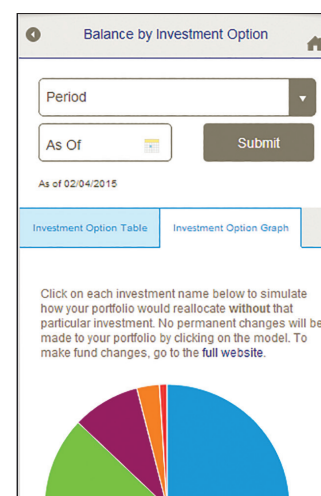 Balance by Investment Option
Period
As Of
Submit
As of 02/04/2015
Investment Option Table
Investment Option Graph
Click on each investment name below to simulate
how your portfolio would reallocate without that
particular investment. No permanent changes will be
made to your portfolio by clicking on the model. To
make fund changes, go to the full website.